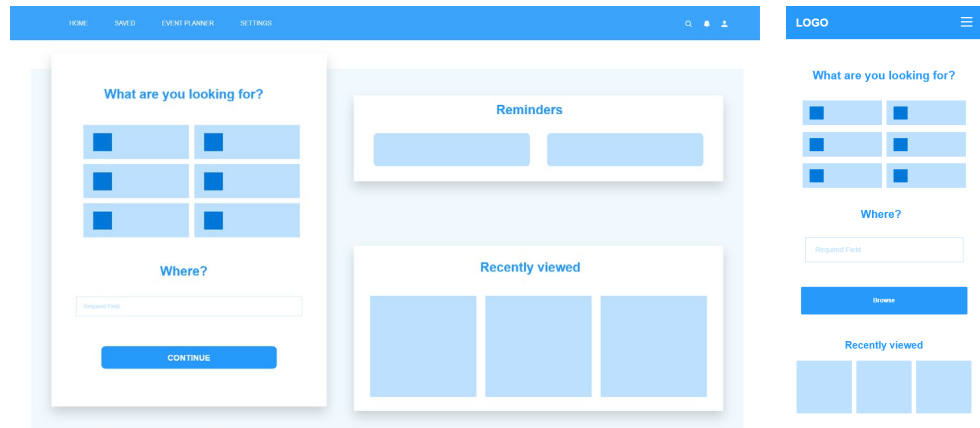 HOME SAVED EVENT PLANNER SETTINGS
What are you looking for?
Where?
Required Field
CONTINUE
Reminders
Recently viewed
LOGO
What are you looking for?
Where?
Required Field
Browse
Recently viewed